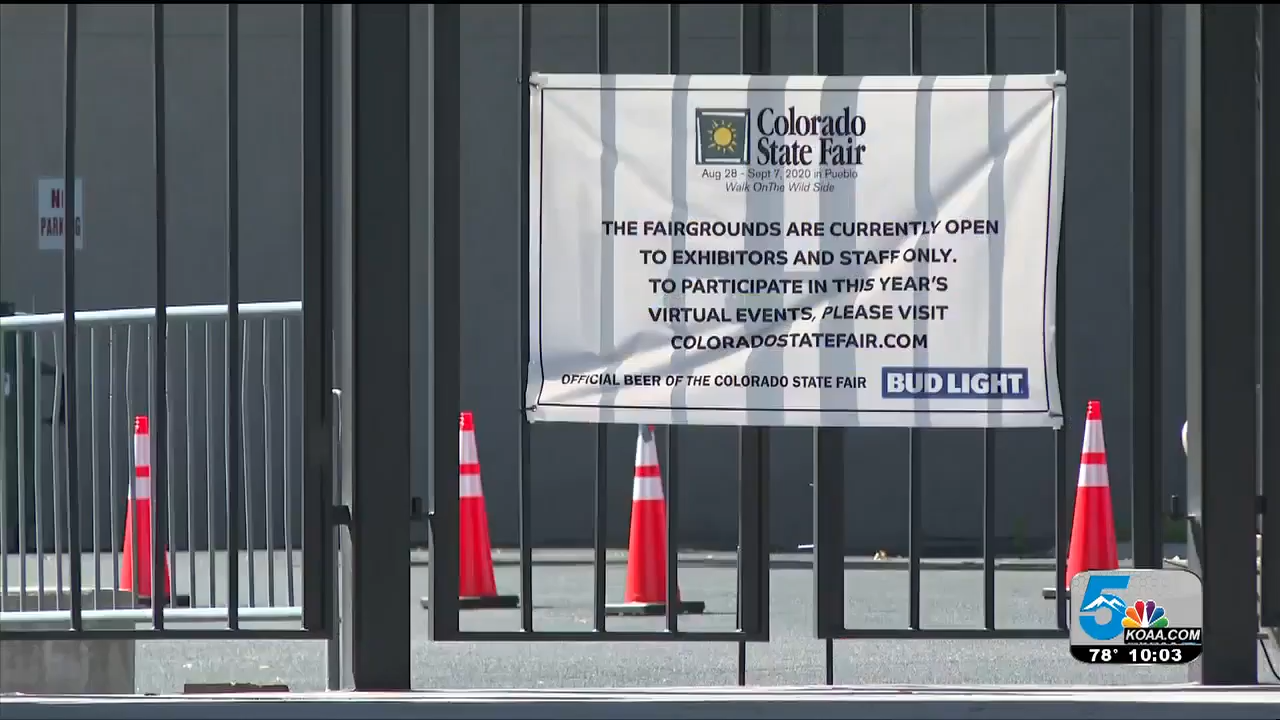 NO
PARKING
Colorado
State Fair
Aug 28 - Sept 7, 2020 in Pueblo
Walk OnThe Wild Side
THE FAIRGROUNDS ARE CURRENTLY OPEN
TO EXHIBITORS AND STAFF ONLY.
TO PARTICIPATE IN THIS YEAR'S
VIRTUAL EVENTS, PLEASE VISIT
COLORADOSTATEFAIR.COM
OFFICIAL BEER OF THE COLORADO STATE FAIR BUD LIGHT.
5
KOAA.COM
78° 10:03